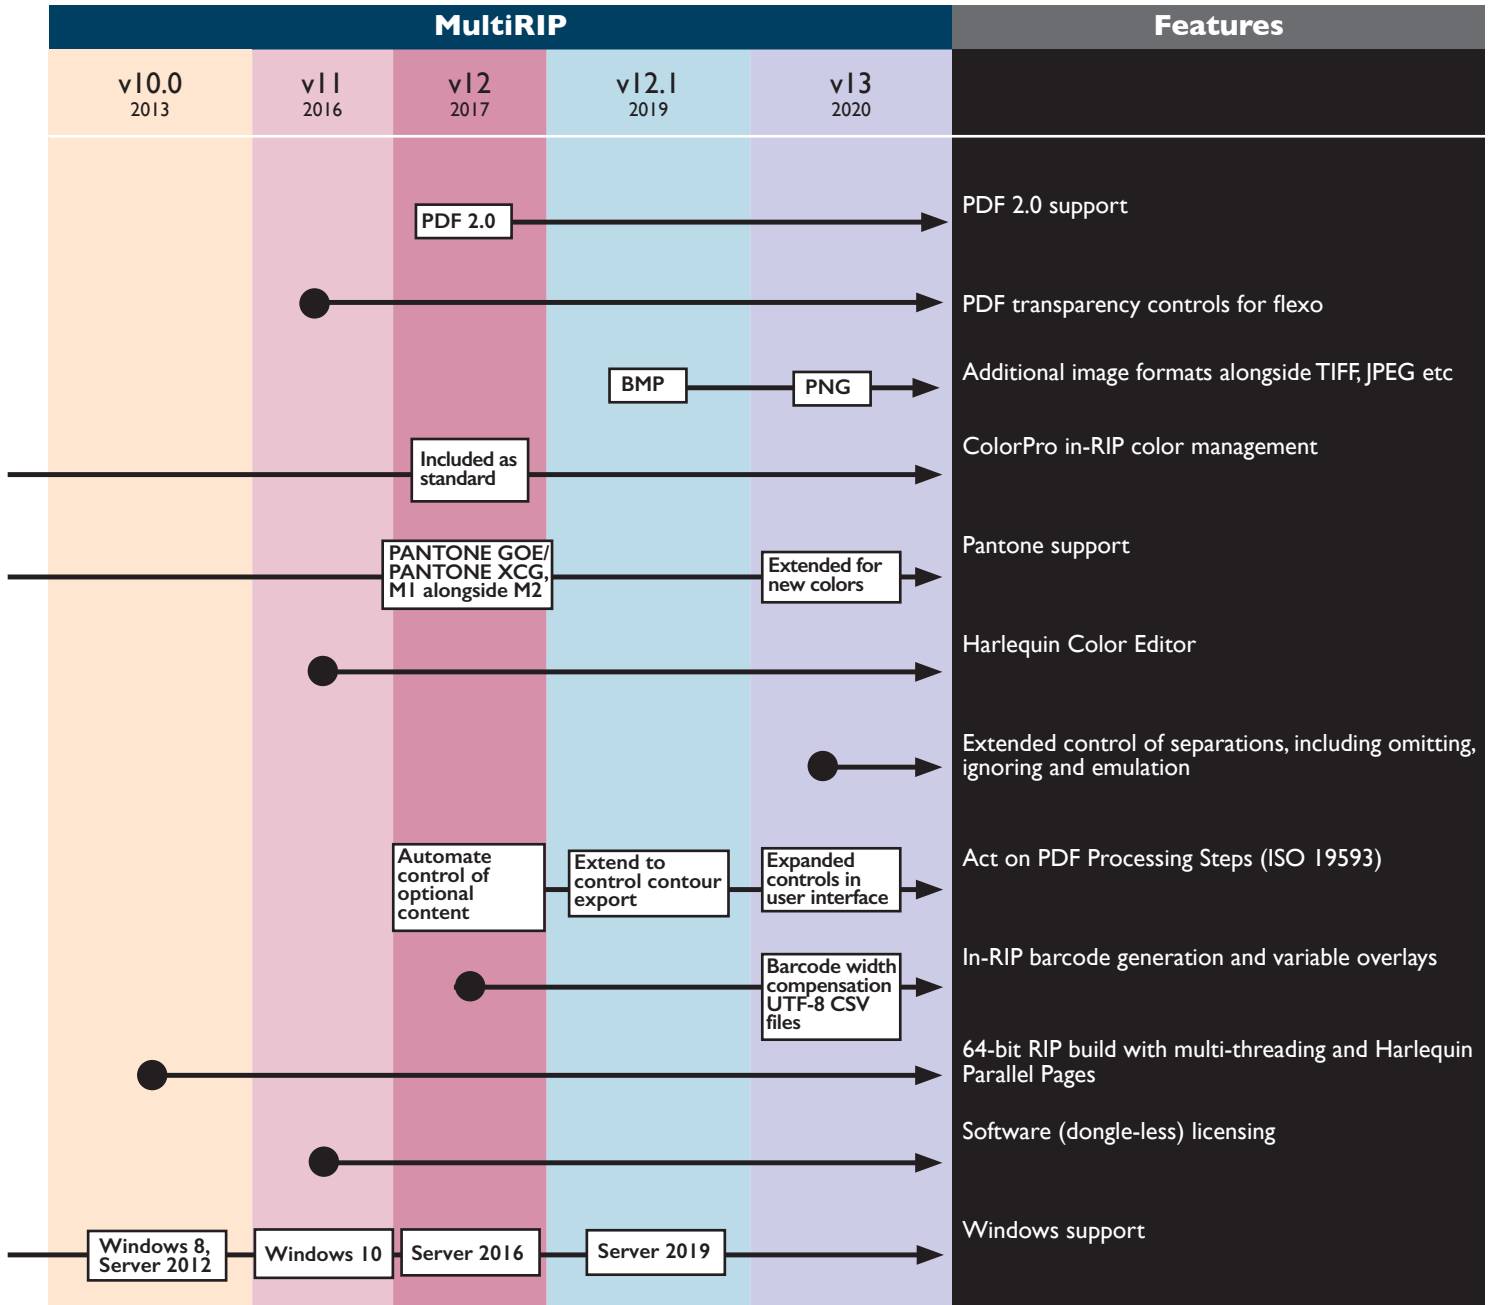 MultiRIP
Features
v10.0
2013
v11
2016
v12
2017
v12.1
2019
v13
2020
PDF 2.0
PDF 2.0 support
PDF transparency controls for flexo
BMP
PNG
Additional image formats alongside TIFF, JPEG etc
Included as
standard
ColorPro in-RIP color management
PANTONE GOE/
PANTONE XCG,
M1 alongside M2
Extended for
new colors
Pantone support
Harlequin Color Editor
Extended control of separations, including omitting,
ignoring and emulation
Automate
control of
optional
content
Extend to
control contour
export
Expanded
controls in
user interface
Act on PDF Processing Steps (ISO 19593)
Barcode width
compensation
UTF-8 CSV
files
In-RIP barcode generation and variable overlays
64-bit RIP build with multi-threading and Harlequin
Parallel Pages
Software (dongle-less) licensing
Windows 8,
Server 2012
Windows 10
Server 2016
Server 2019
Windows support